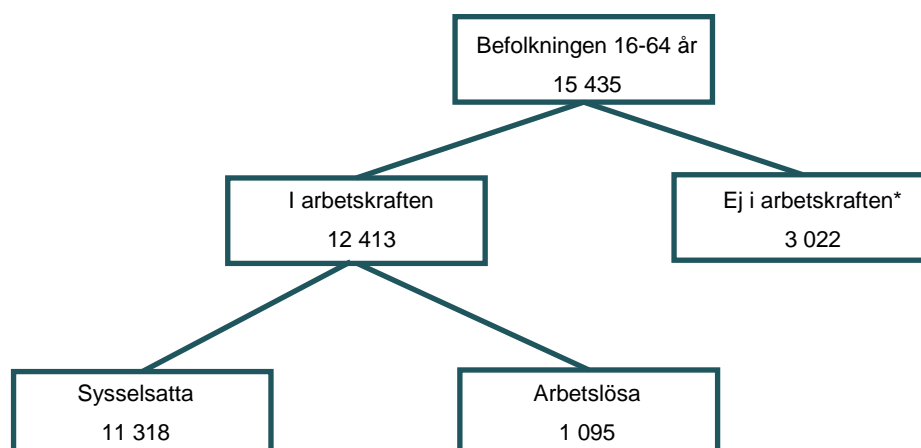 Befolkningen 16-64 år
15 435
I arbetskraften
12 413
Ej i arbetskraften*
3 022
Sysselsatta
11 318
Arbetslösa
1 095